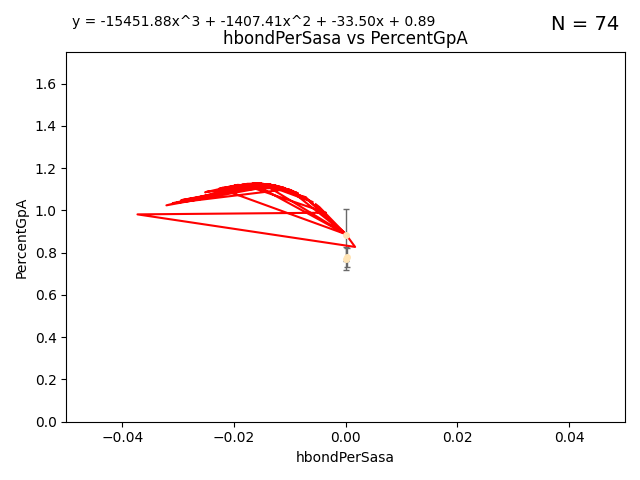 y = -15451.88x^3 + -1407.41x^2 + -33.50x + 0.89
N = 74
hbondPerSasa vs PercentGpA
1.6
1.4
1.2
1.0
0.8
0.6
0.4
0.2
0.0
PercentGpA
−0.04 −0.02 0.00 0.02 0.04
hbondPerSasa